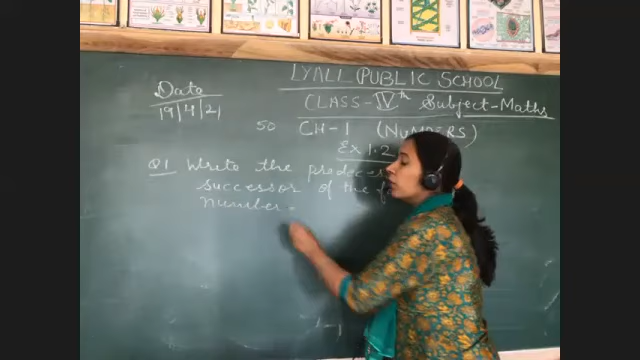 LYALL PUBLIC SCHOOL
Date
CLASS-IVth Subject-Maths
19/4/21
50 CH-1 (NUMBERS)
Ex 1.2
Q1 Write the
successor of the
number-